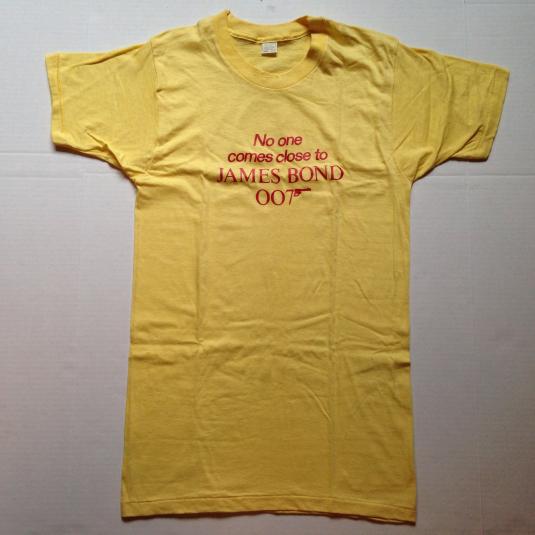 No one
comes close to
JAMES BOND
007